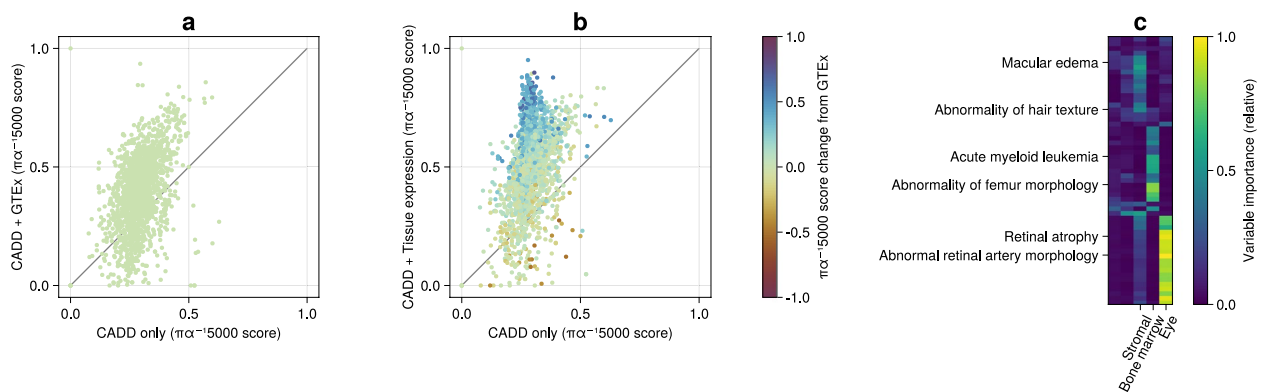 a
CADD + GTEx (πα⁻¹5000 score)
1.0
0.5
0.0
0.0
0.5
1.0
CADD only (πα⁻¹5000 score)
b
CADD + Tissue expression (πα⁻¹5000 score)
1.0
0.5
0.0
0.0
0.5
1.0
CADD only (πα⁻¹5000 score)
1.0
0.5
0.0
-0.5
-1.0
πα⁻¹5000 score change from GTEx
c
Macular edema
Abnormality of hair texture
Acute myeloid leukemia
Abnormality of femur morphology
Retinal atrophy
Abnormal retinal artery morphology
Stromal
Bone marrow
Eye
1.0
0.5
0.0
Variable importance (relative)